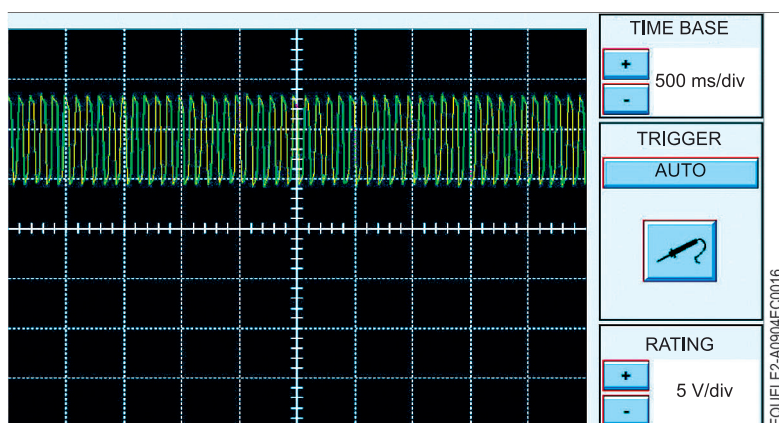 TIME BASE
+
500 ms/div
-
TRIGGER
AUTO
RATING
+
5 V/div
-